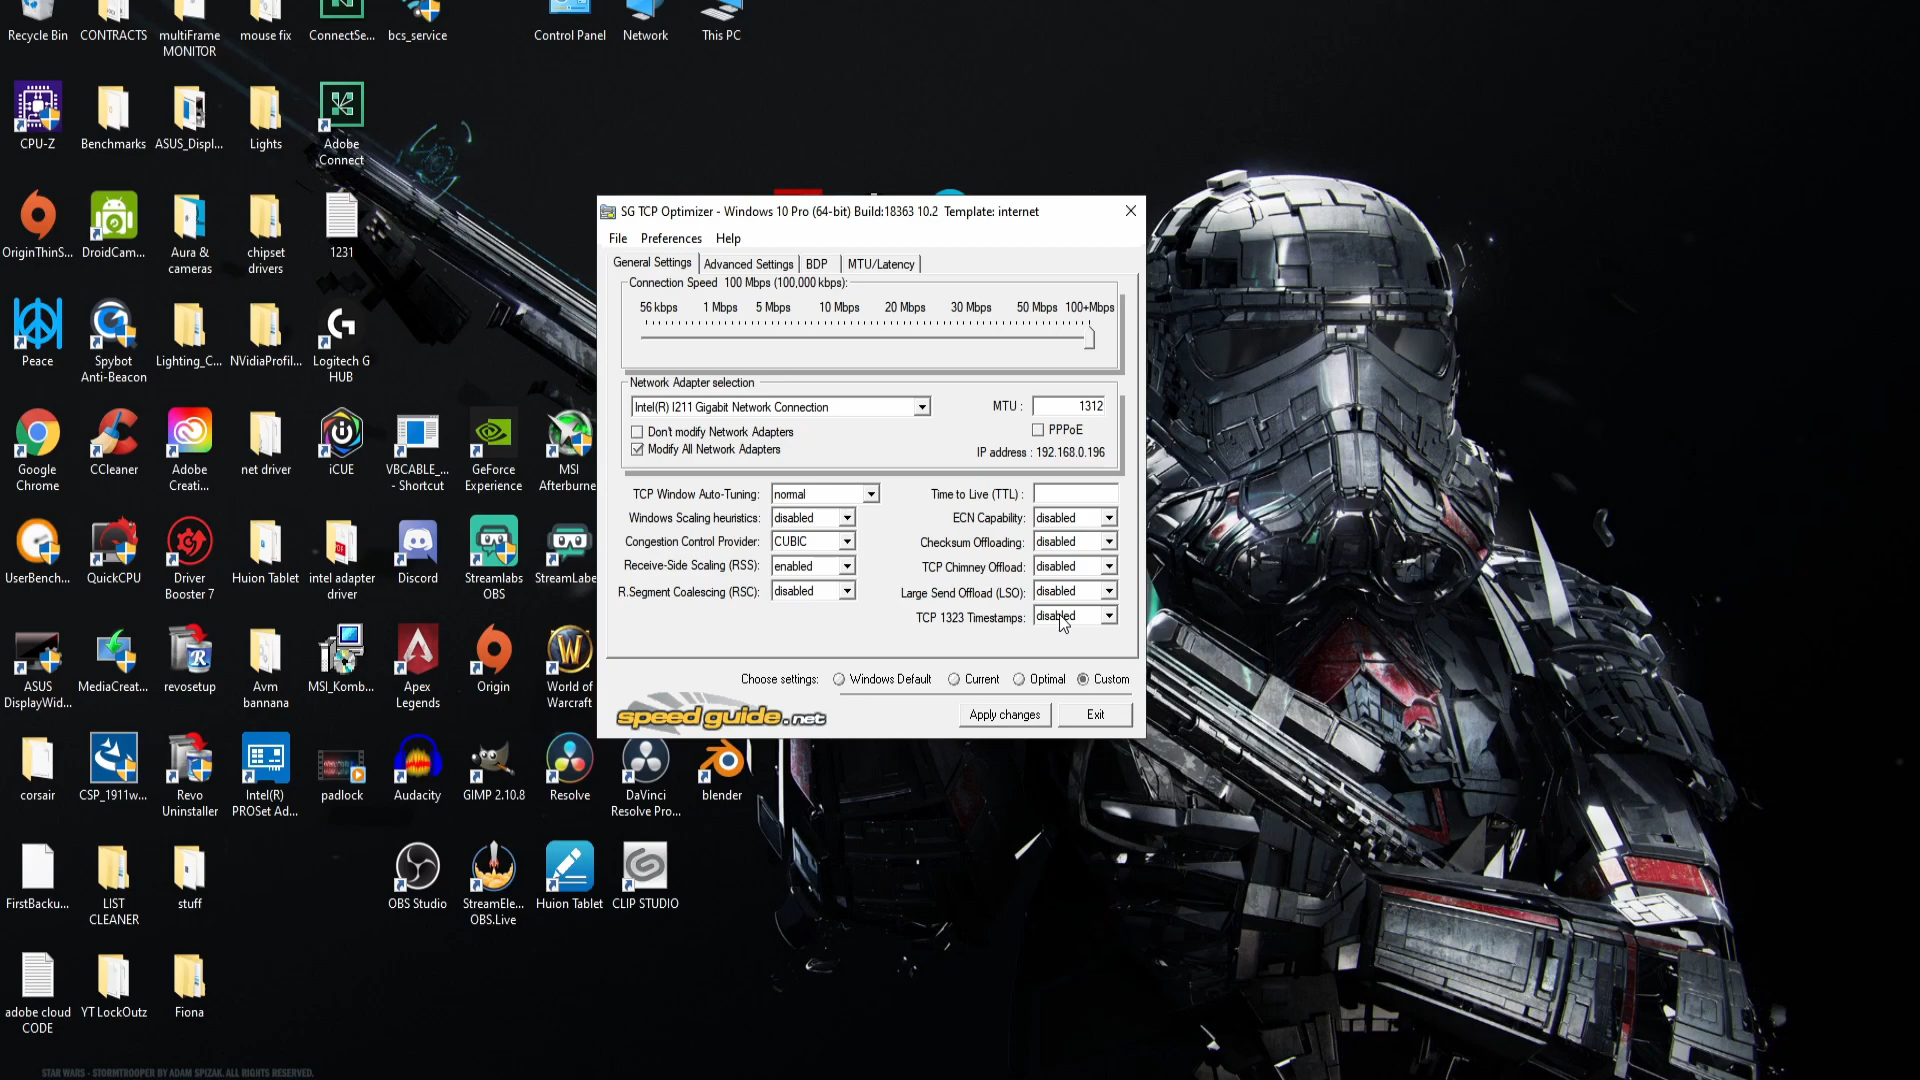 Recycle Bin
CONTRACTS
multiFrame
MONITOR
mouse fix
ConnectSe...
bcs_service
Control Panel
Network
This PC
CPU-Z
Benchmarks
ASUS_Displ...
Lights
Adobe
Connect
OriginThinS...
DroidCam...
Aura &
cameras
chipset
drivers
1231
Peace
Spybot
Anti-Beacon
Lighting_C...
NVidiaProfil...
Logitech G
HUB
Google
Chrome
CCleaner
Adobe
Creati...
net driver
iCUE
VBCABLE_...
- Shortcut
GeForce
Experience
MSI
Afterburne
UserBench...
QuickCPU
Driver
Booster 7
Huion Tablet
intel adapter
driver
Discord
Streamlabs
OBS
StreamLabe
ASUS
DisplayWid...
MediaCreat...
revosetup
Avm
bannana
MSI_Komb...
Apex
Legends
Origin
World of
Warcraft
corsair
CSP_1911w...
Revo
Uninstaller
Intel(R)
PROSet Ad...
padlock
Audacity
GIMP 2.10.8
Resolve
DaVinci
Resolve Pro...
blender
FirstBacku...
LIST
CLEANER
stuff
OBS Studio
StreamEle...
OBS.Live
Huion Tablet
CLIP STUDIO
adobe cloud
CODE
YT LockOutz
Fiona
SG TCP Optimizer - Windows 10 Pro (64-bit) Build:18363 10.2 Template: internet
File Preferences Help
General Settings Advanced Settings BDP MTU/Latency
Connection Speed 100 Mbps (100,000 kbps):
56 kbps 1 Mbps 5 Mbps 10 Mbps 20 Mbps 30 Mbps 50 Mbps 100+Mbps
Network Adapter selection
Intel(R) I211 Gigabit Network Connection
MTU : 1312
Don't modify Network Adapters
PPPoE
Modify All Network Adapters
IP address : 192.168.0.196
TCP Window Auto-Tuning: normal
Time to Live (TTL) :
Windows Scaling heuristics: disabled
ECN Capability: disabled
Congestion Control Provider: CUBIC
Checksum Offloading: disabled
Receive-Side Scaling (RSS): enabled
TCP Chimney Offload: disabled
R.Segment Coalescing (RSC): disabled
Large Send Offload (LSO): disabled
TCP 1323 Timestamps: disabled
Choose settings: Windows Default Current Optimal Custom
speedguide.net
Apply changes Exit
STAR WARS - STORMTROOPER BY ADAM SPIZAK. ALL RIGHTS RESERVED.